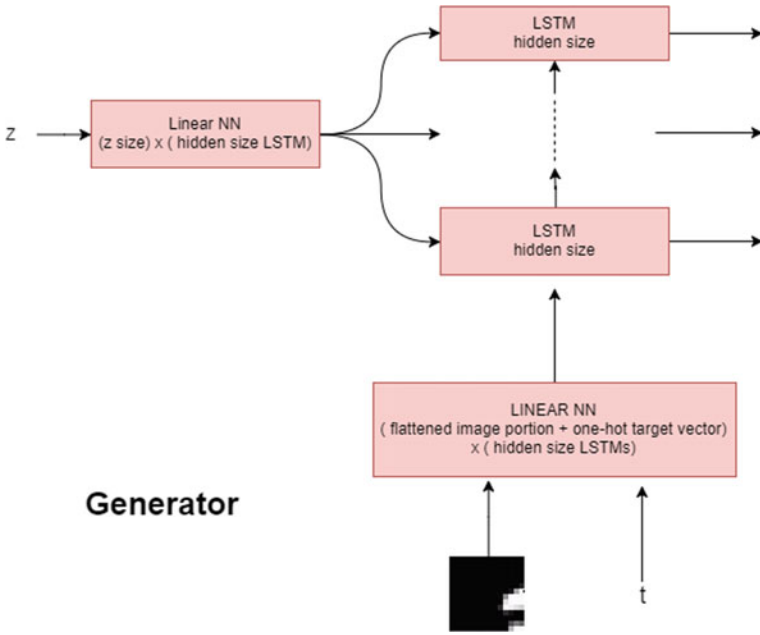 LSTM
hidden size
z
Linear NN
(z size) x ( hidden size LSTM)
LSTM
hidden size
LINEAR NN
( flattened image portion + one-hot target vector)
x ( hidden size LSTMs)
Generator
t